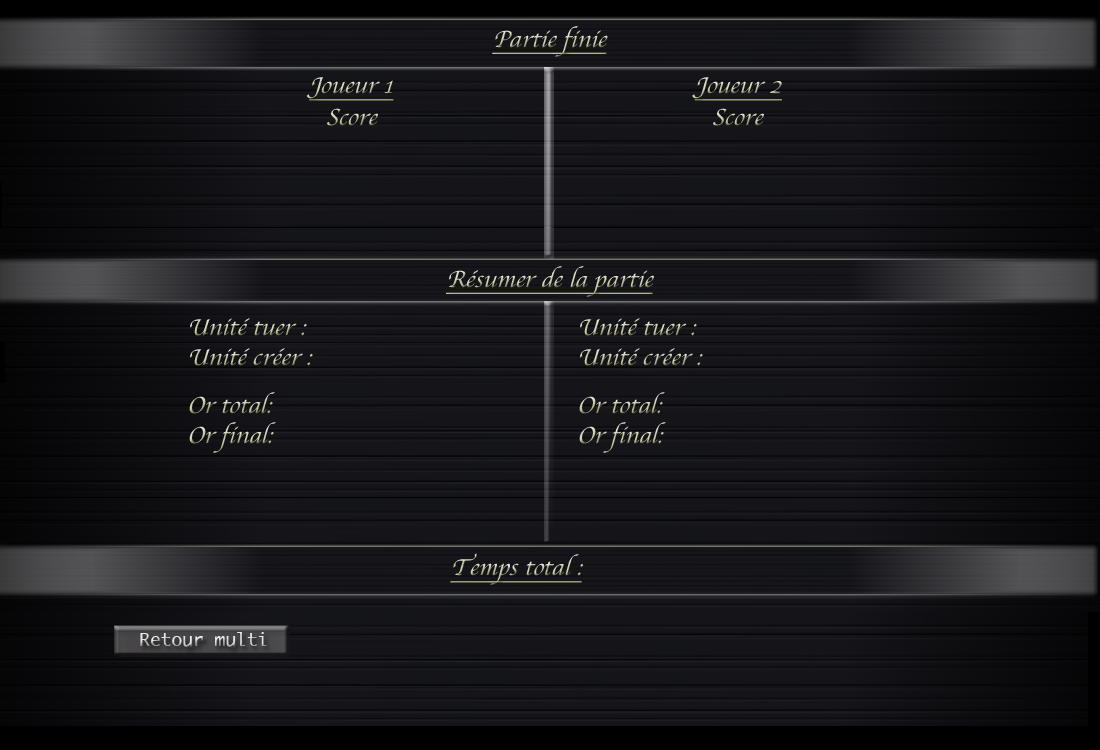 Partie finie
Joueur 1
Score
Joueur 2
Score
Résumer de la partie
Unité tuer :
Unité créer :
Or total:
Or final:
Unité tuer :
Unité créer :
Or total:
Or final:
Temps total :
Retour multi